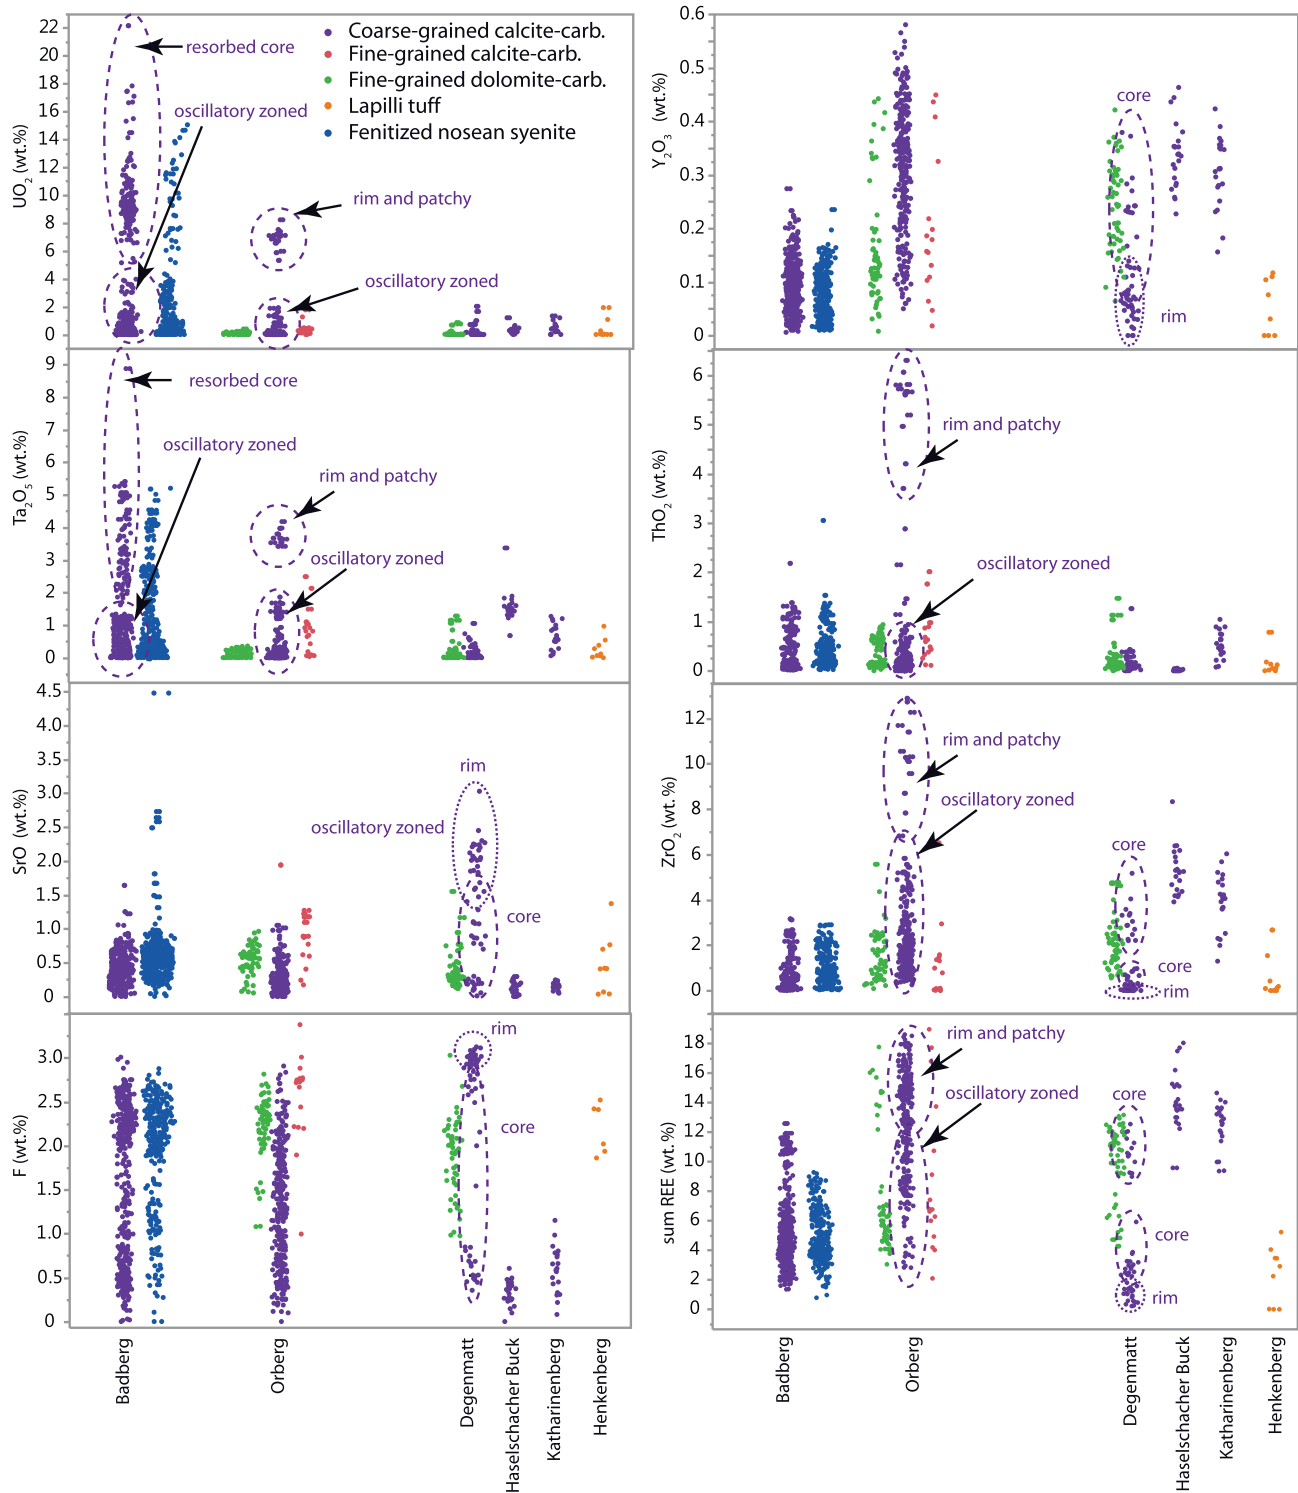 22
20
18
16
14
12
10
8
6
4
2
0
UO2 (wt.%)
resorbed core
oscillatory zoned
rim and patchy
oscillatory zoned
Coarse-grained calcite-carb.
Fine-grained calcite-carb.
Fine-grained dolomite-carb.
Lapilli tuff
Fenitized nosean syenite
0.6
0.5
0.4
0.3
0.2
0.1
0
Y2O3 (wt.%)
core
rim
9
8
7
6
5
4
3
2
1
0
Ta2O5 (wt.%)
resorbed core
oscillatory zoned
rim and patchy
oscillatory zoned
6
5
4
3
2
1
0
ThO2 (wt.%)
rim and patchy
oscillatory zoned
4.5
4.0
3.5
3.0
2.5
2.0
1.5
1.0
0.5
0
SrO (wt.%)
rim
oscillatory zoned
core
12
10
8
6
4
2
0
ZrO2 (wt.%)
rim and patchy
oscillatory zoned
core
core
rim
3.0
2.5
2.0
1.5
1.0
0.5
0
F (wt.%)
rim
core
18
16
14
12
10
8
6
4
2
0
sum REE (wt.%)
rim and patchy
oscillatory zoned
core
core
rim
Badberg
Orberg
Degenmatt
Haselschacher Buck
Katharinenberg
Henkenberg
Badberg
Orberg
Degenmatt
Haselschacher Buck
Katharinenberg
Henkenberg